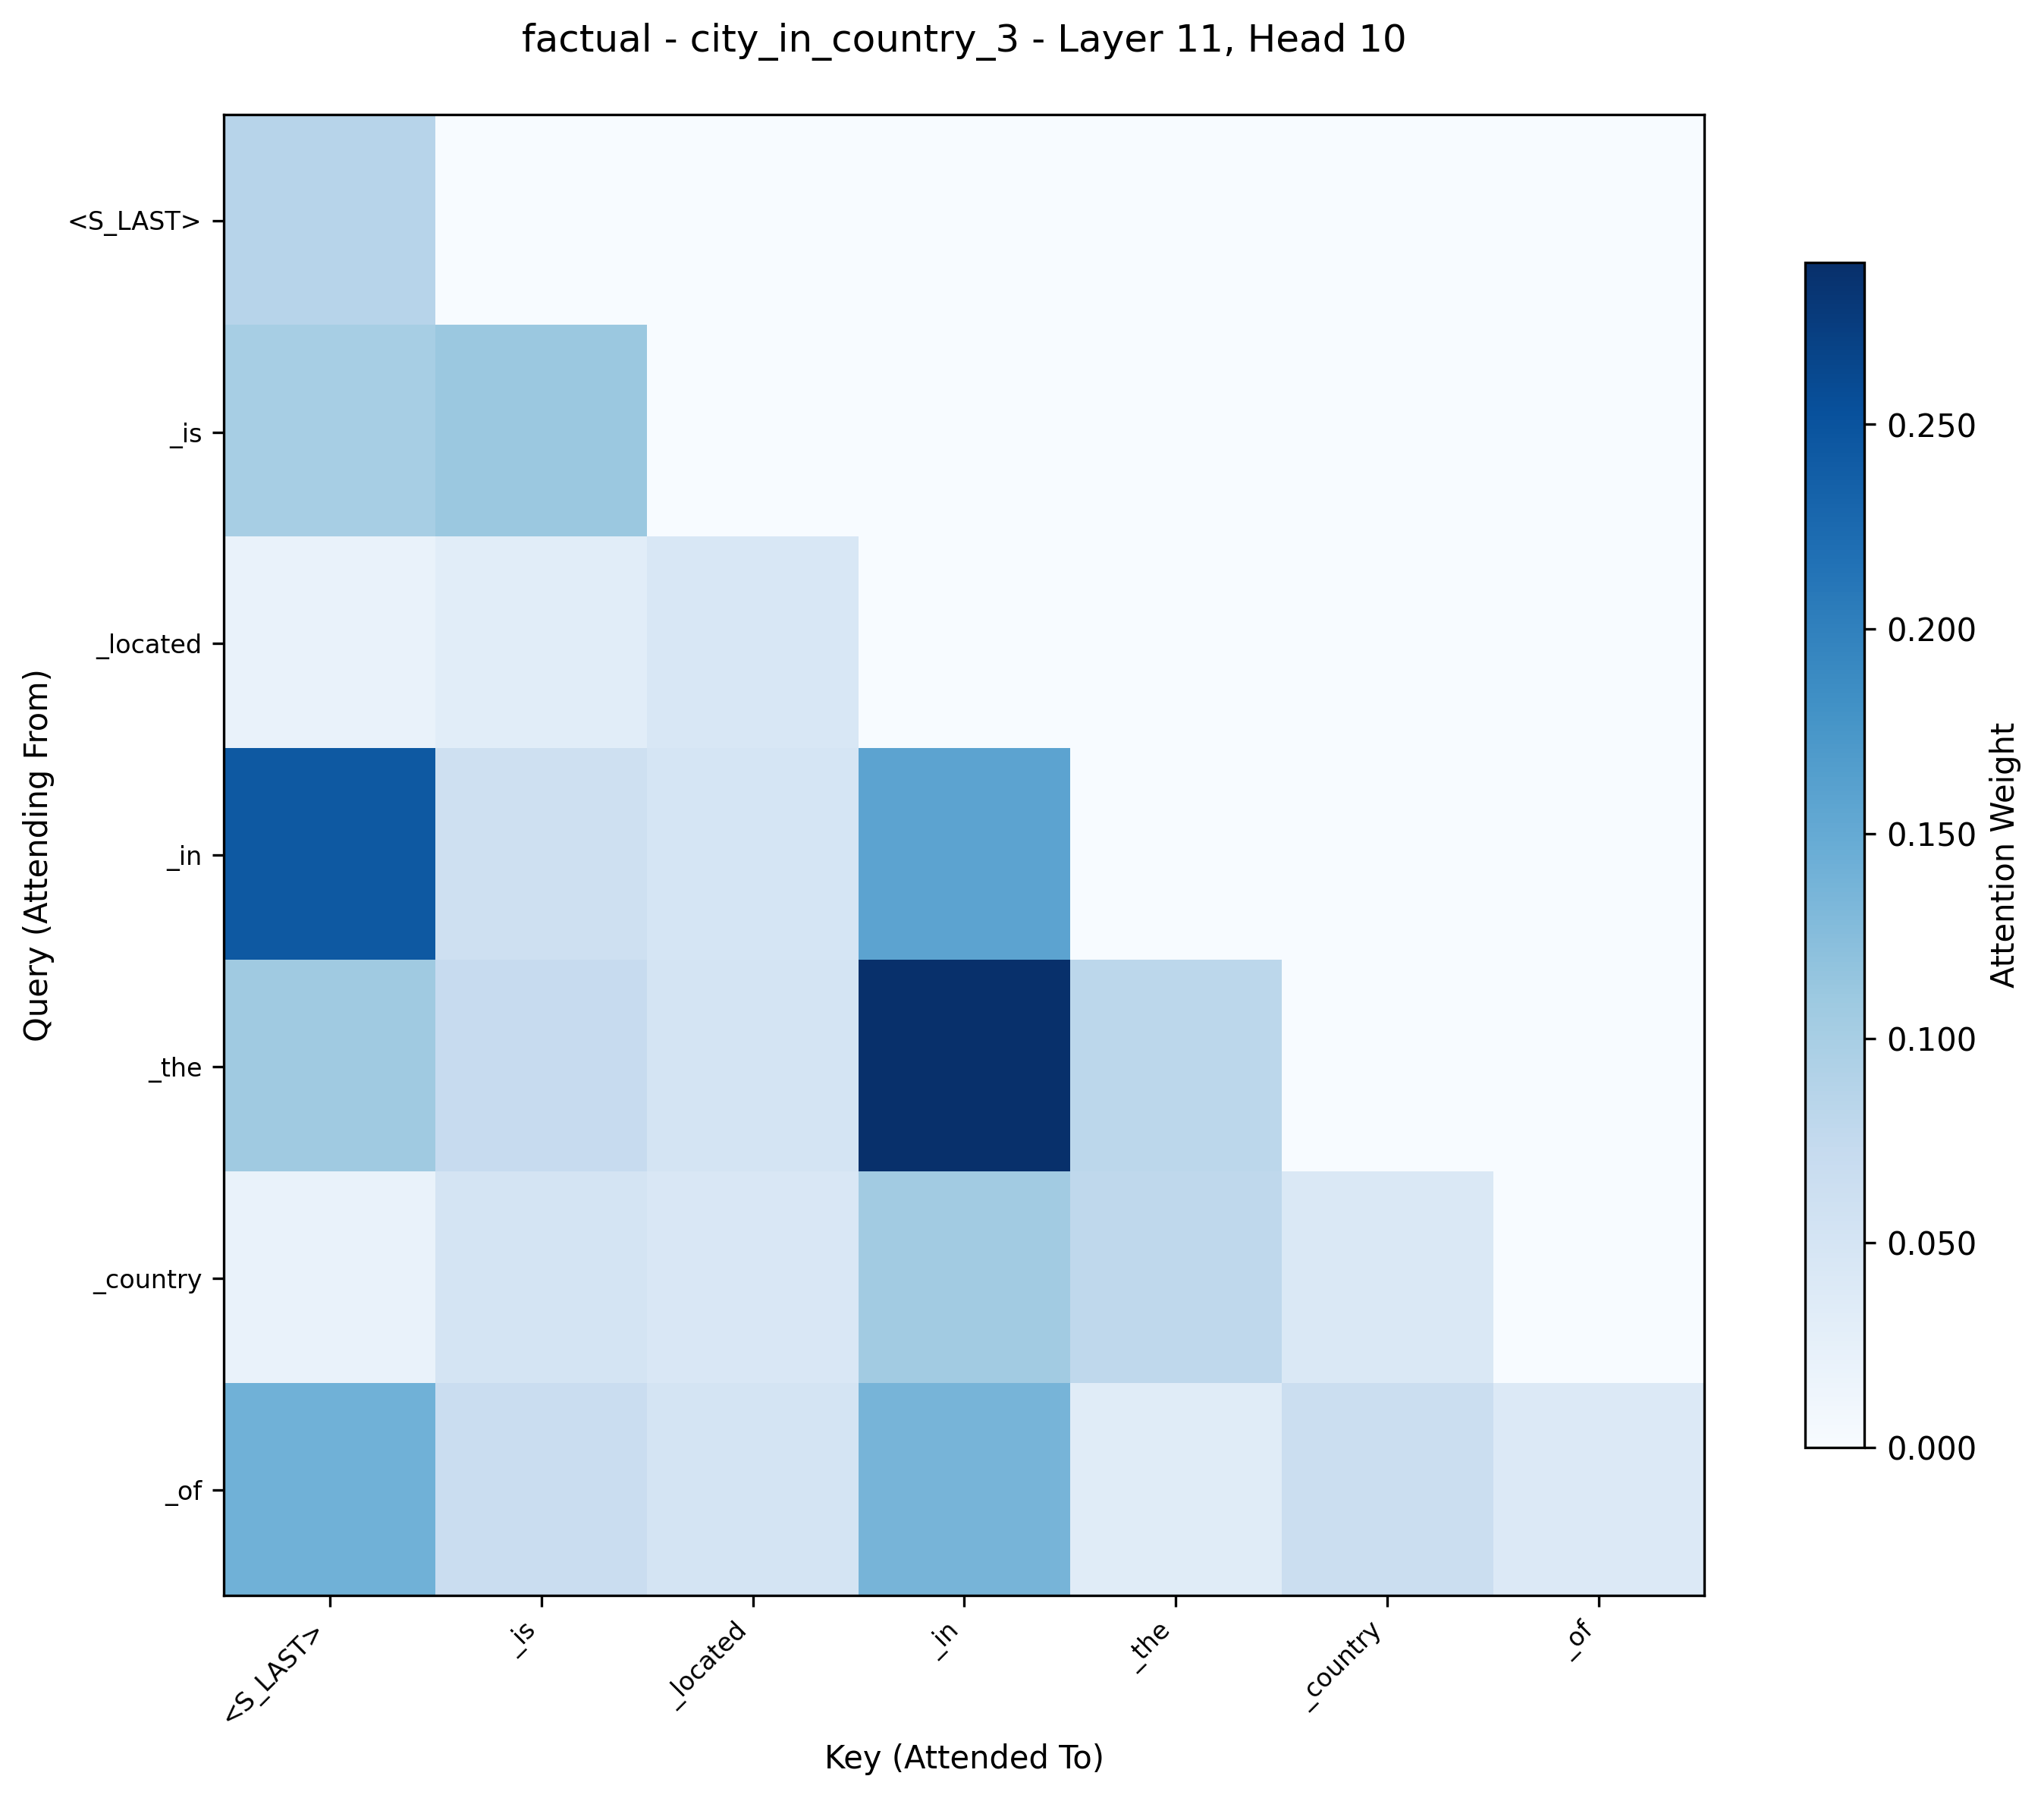 factual - city_in_country_3 - Layer 11, Head 10
Query (Attending From)
<S_LAST>
_is
_located
_in
_the
_country
_of
<S_LAST>
_is
_located
_in
_the
_country
_of
Key (Attended To)
0.250
0.200
0.150
0.100
0.050
0.000
Attention Weight